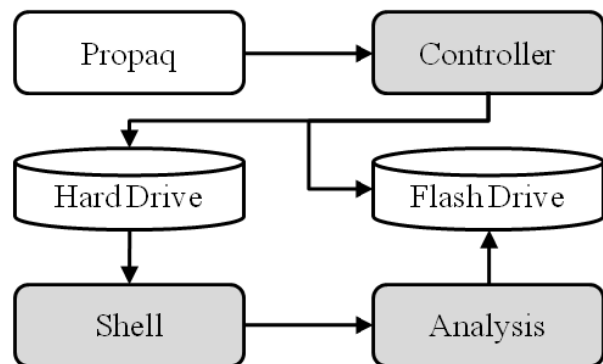 Propaq
Controller
Hard Drive
Flash Drive
Shell
Analysis